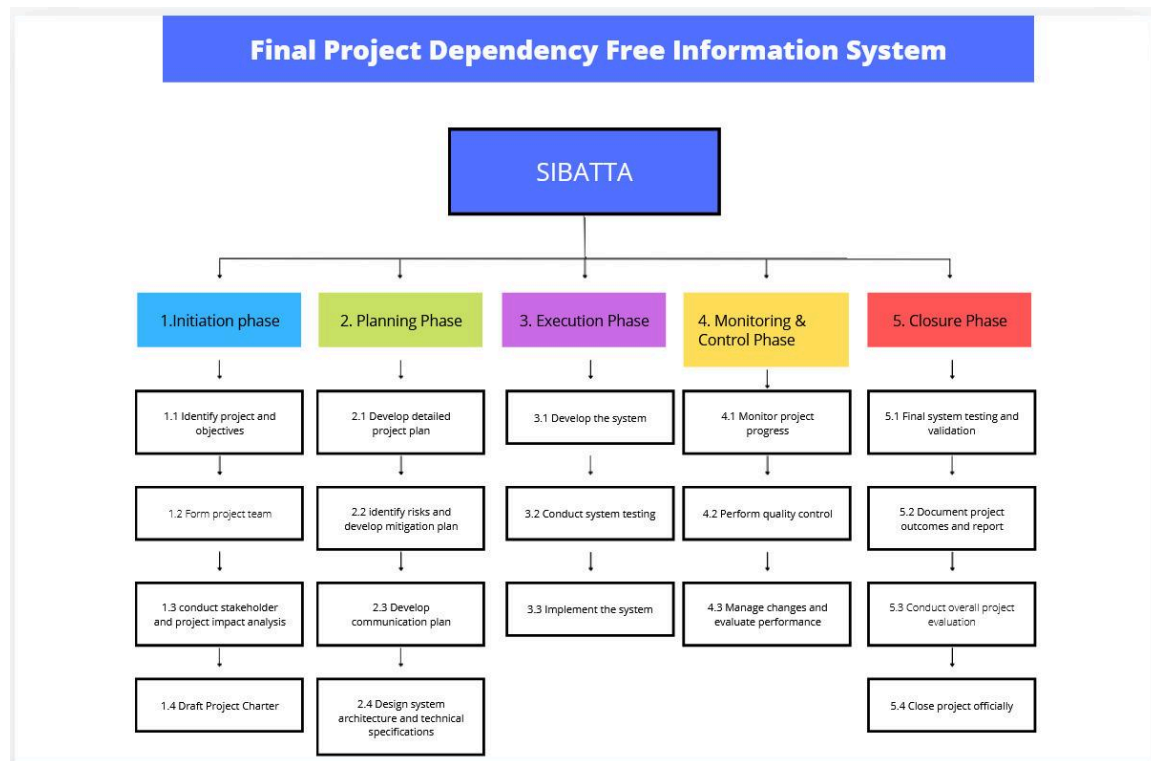 Final Project Dependency Free Information System
SIBATTA
1.Initiation phase
2. Planning Phase
3. Execution Phase
4. Monitoring &
Control Phase
5. Closure Phase
1.1 Identify project and
objectives
2.1 Develop detailed
project plan
3.1 Develop the system
4.1 Monitor project
progress
5.1 Final system testing and
validation
1.2 Form project team
2.2 identify risks and
develop mitigation plan
3.2 Conduct system testing
4.2 Perform quality control
5.2 Document project
outcomes and report
1.3 conduct stakeholder
and project impact analysis
2.3 Develop
communication plan
3.3 Implement the system
4.3 Manage changes and
evaluate performance
5.3 Conduct overall project
evaluation
1.4 Draft Project Charter
2.4 Design system
architecture and technical
specifications
5.4 Close project officially